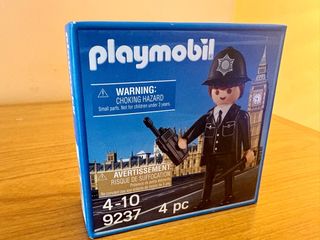 playmobil
WARNING:
CHOKING HAZARD
Small parts. Not for children under 3 years.
AVERTISSEMENT:
RISQUE DE SUFFOCATION
4-10
9237 4 pc